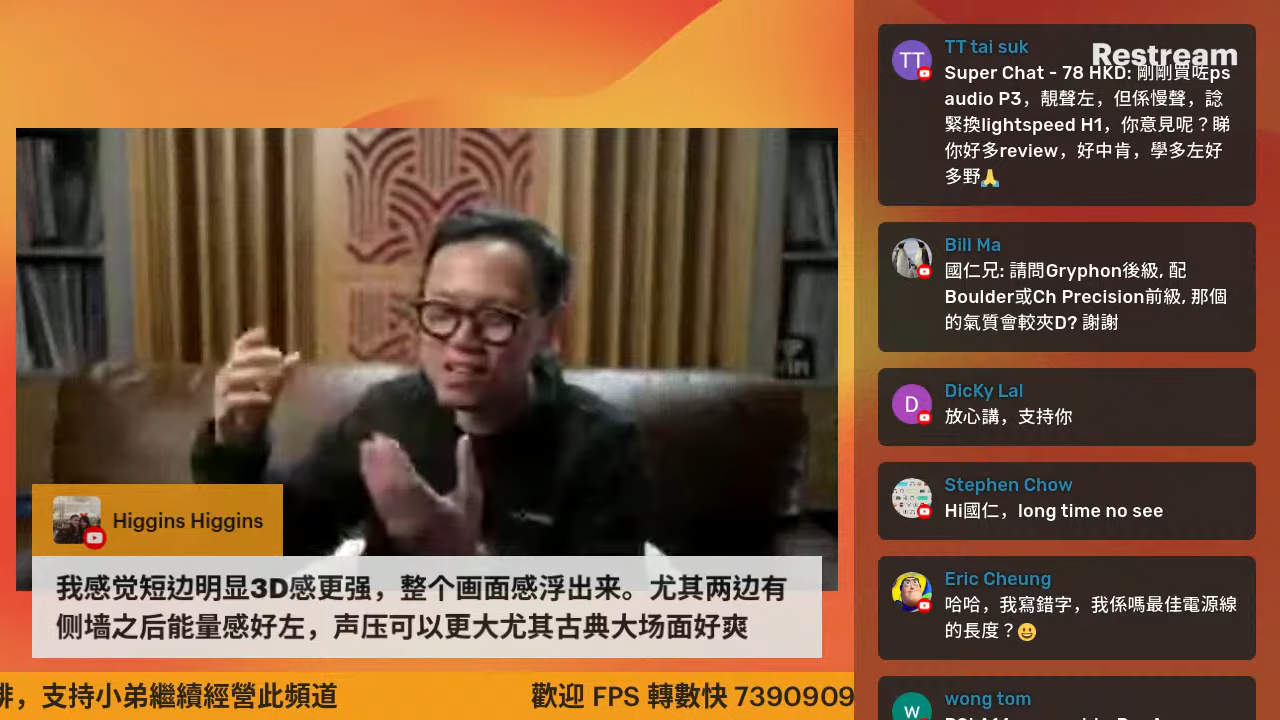 TT
TT tai suk
Restream
Super Chat - 78 HKD: 剛剛買咗ps
audio P3，靚聲左，但係慢聲，諗
緊換lightspeed H1，你意見呢？睇
你好多review，好中肯，學多左好
多野🙏
Bill Ma
國仁兄: 請問Gryphon後級, 配
Boulder或Ch Precision前級, 那個
的氣質會較夾D? 謝謝
D
DicKy Lal
放心講，支持你
Stephen Chow
Hi國仁，long time no see
Eric Cheung
哈哈，我寫錯字，我係嗎最佳電源線
的長度？😀
W
wong tom
Higgins Higgins
我感觉短边明显3D感更强，整个画面感浮出来。尤其两边有
侧墙之后能量感好左，声压可以更大尤其古典大场面好爽
，支持小弟繼續經營此頻道
歡迎 FPS 轉數快 7390909